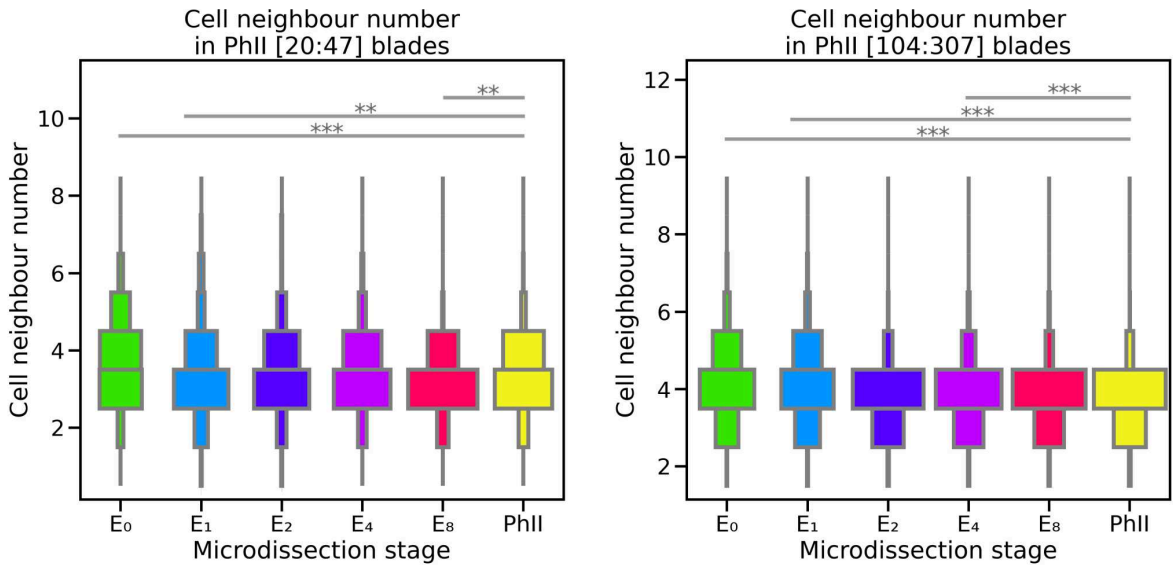 Cell neighbour number
in PhII [20:47] blades
Cell neighbour number
10
8
6
4
2
**
**
***
E₀ E₁ E₂ E₄ E₈ PhII
Microdissection stage
Cell neighbour number
in PhII [104:307] blades
Cell neighbour number
12
10
8
6
4
2
***
***
***
E₀ E₁ E₂ E₄ E₈ PhII
Microdissection stage